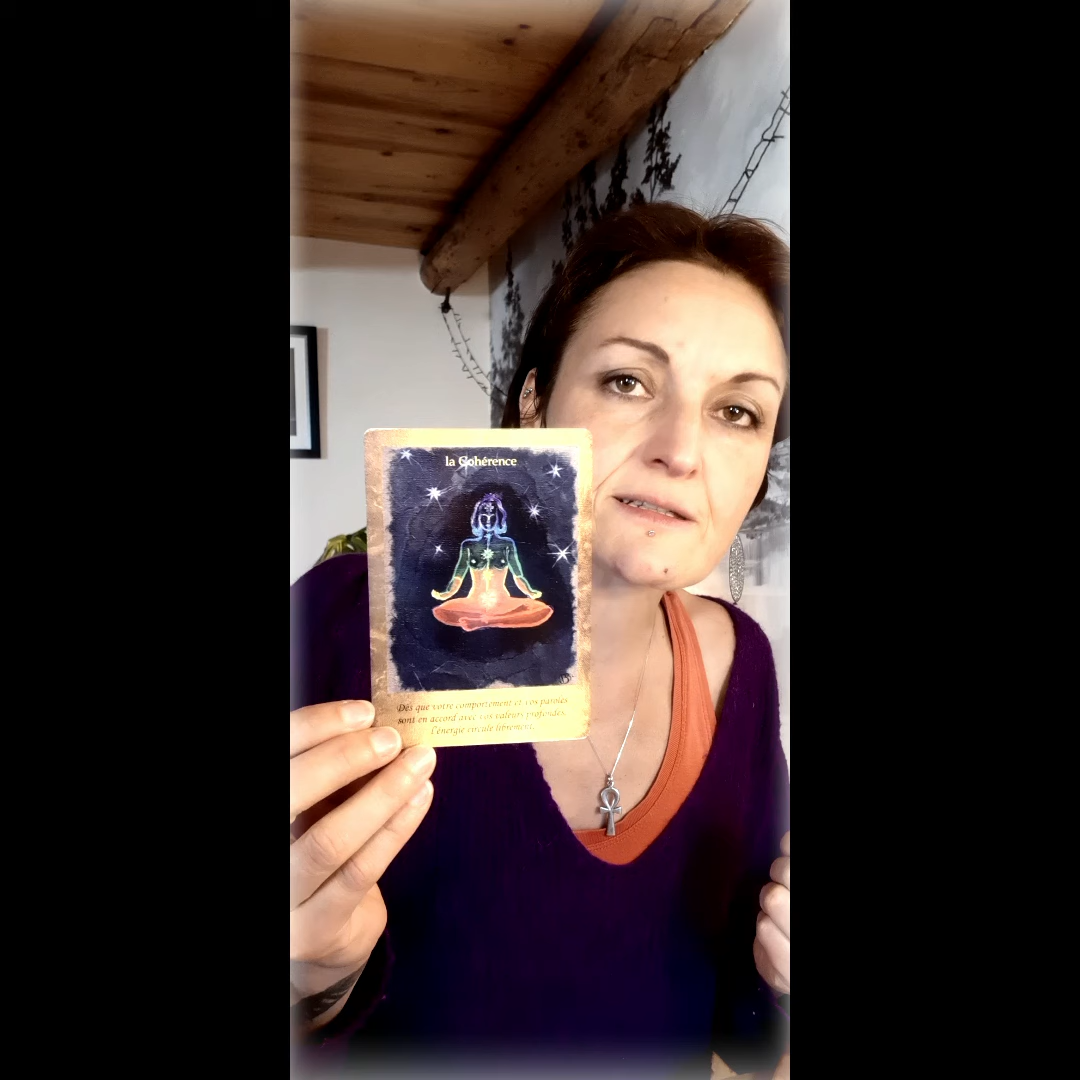 la Cohérence
Dès que votre comportement et vos paroles
sont en accord avec vos valeurs profondes,
l'énergie circule librement.